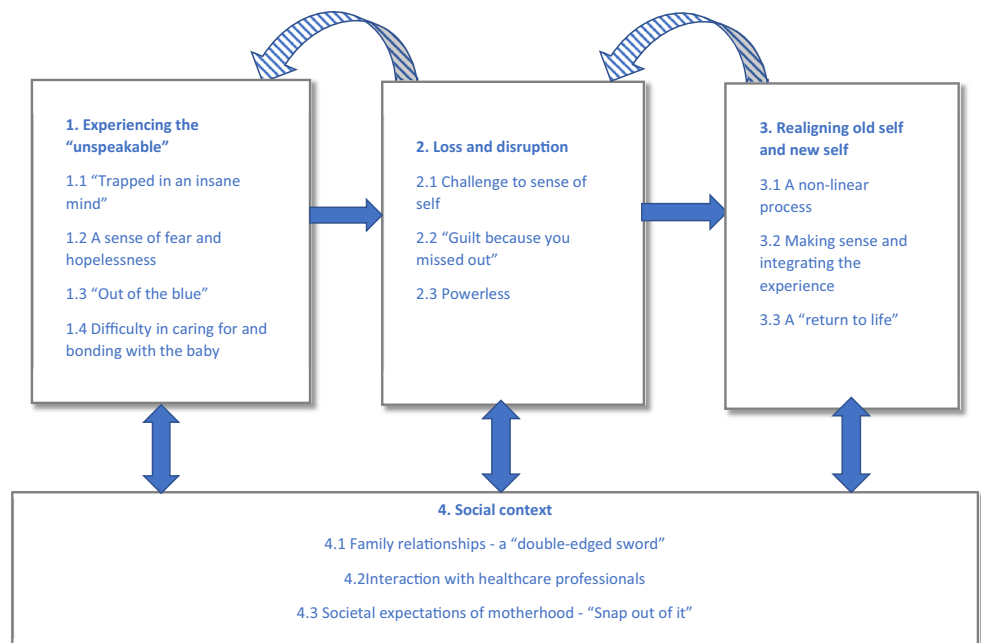 1. Experiencing the
“unspeakable”
1.1 “Trapped in an insane
mind”
1.2 A sense of fear and
hopelessness
1.3 “Out of the blue”
1.4 Difficulty in caring for and
bonding with the baby
2. Loss and disruption
2.1 Challenge to sense of
self
2.2 “Guilt because you
missed out”
2.3 Powerless
3. Realigning old self
and new self
3.1 A non-linear
process
3.2 Making sense and
integrating the
experience
3.3 A “return to life”
4. Social context
4.1 Family relationships - a “double-edged sword”
4.2Interaction with healthcare professionals
4.3 Societal expectations of motherhood - “Snap out of it”